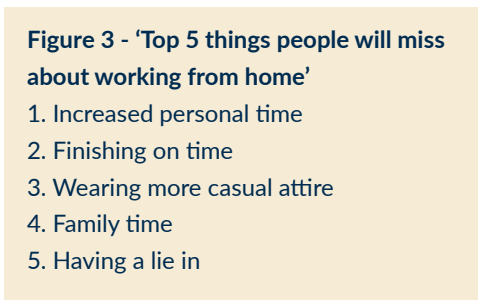 Figure 3 - ‘Top 5 things people will miss
about working from home’
1. Increased personal time
2. Finishing on time
3. Wearing more casual attire
4. Family time
5. Having a lie in